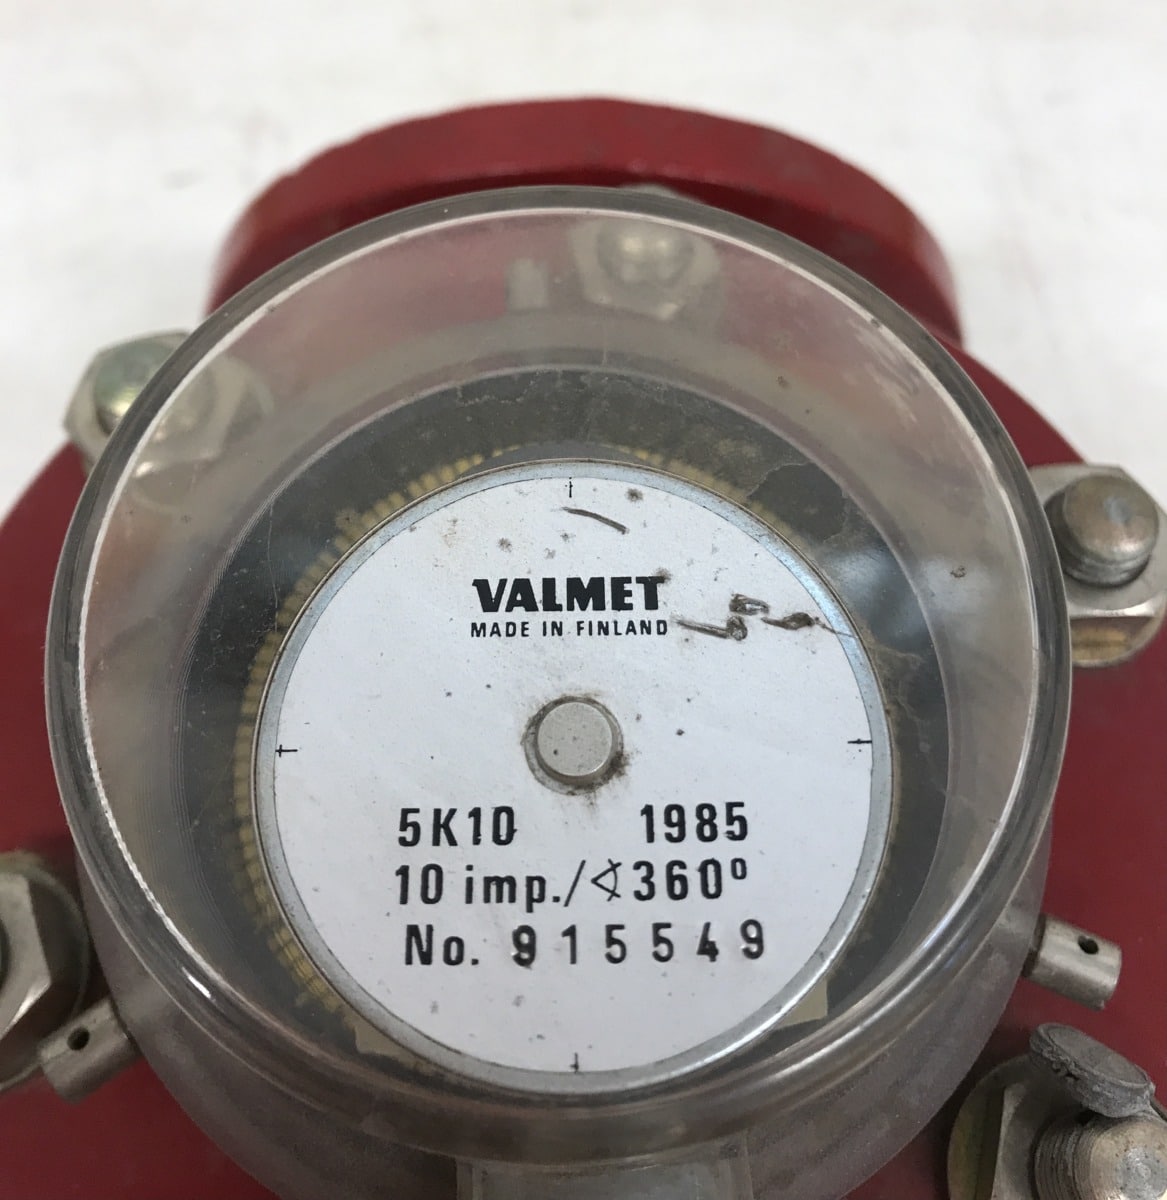 VALMET
MADE IN FINLAND
5K10 1985
10 imp./∢360°
No. 915549